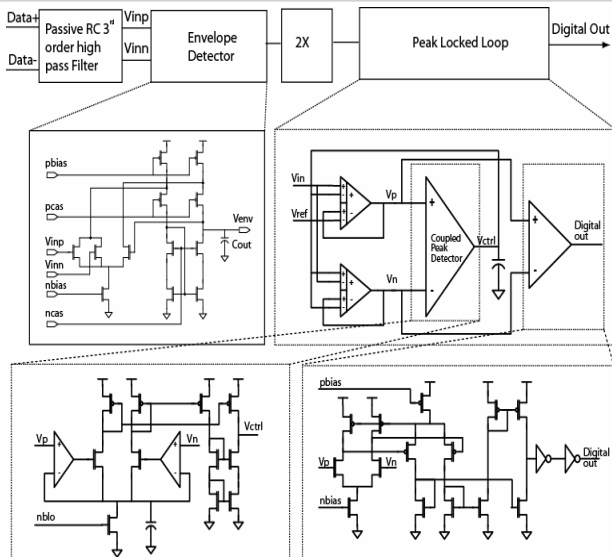 Data+
Data-
Passive RC 3rd
order high
pass Filter
Vinp
Vinn
Envelope
Detector
2X
Peak Locked Loop
Digital Out
pbias
pcas
Vinp
Vinn
nbias
ncas
Venv
Cout
Vin
Vref
+
+
-
+
-
Vp
+
+
-
+
-
Vn
+
-
Coupled
Peak
Detector
Vctrl
+
-
Digital
out
Vp
+
-
Vn
+
-
Vctrl
nblo
pbias
Vp
Vn
nbias
Digital
out